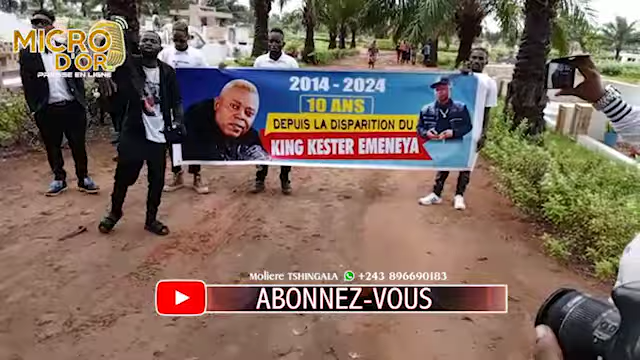 MICRO
D'OR
PRESSE EN LIGNE
2014 - 2024
10 ANS
DEPUIS LA DISPARITION DU
KING KESTER EMENEYA
Moliere TSHINGALA +243 896690183
ABONNEZ-VOUS